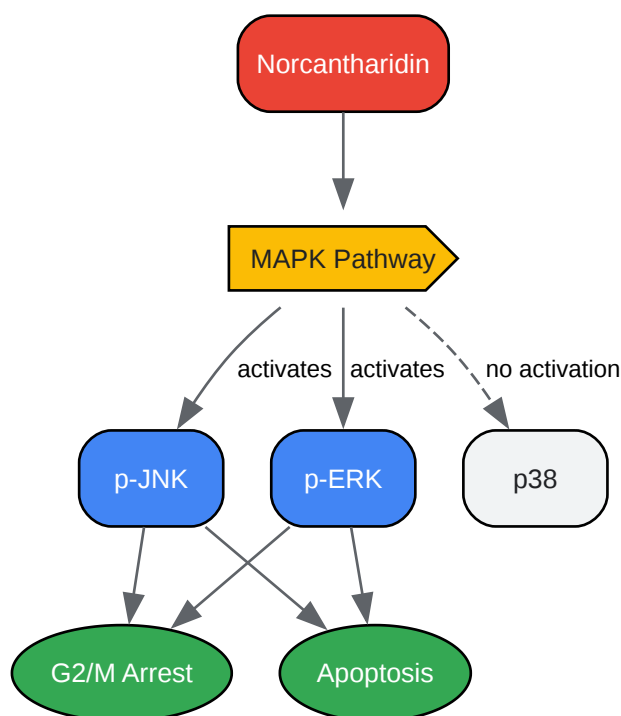 Norcantharidin
MAPK Pathway
activates
activates
no activation
p-JNK
p-ERK
p38
G2/M Arrest
Apoptosis